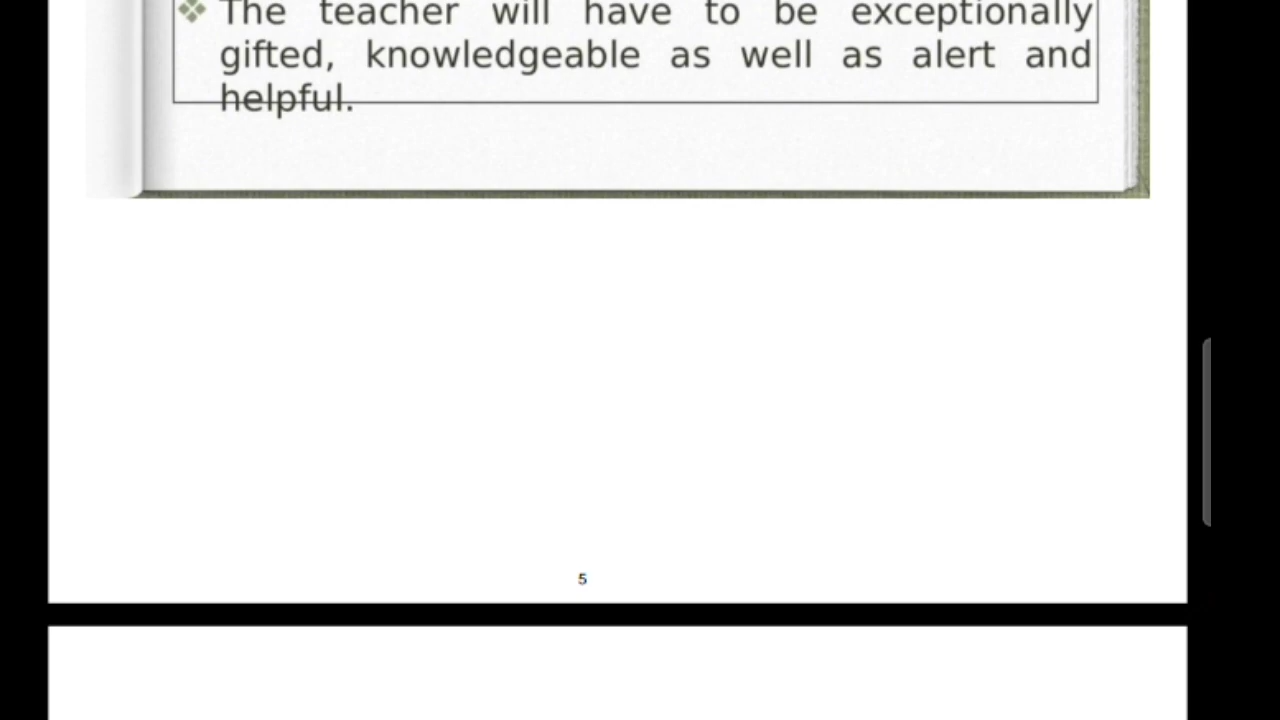 The teacher will have to be exceptionally
gifted, knowledgeable as well as alert and
helpful.
5